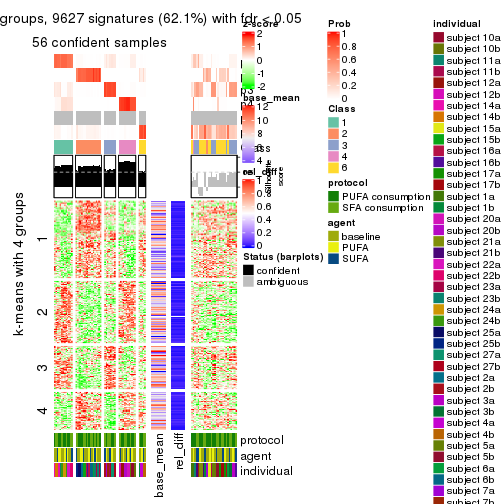 groups, 9627 signatures (62.1%) with fdr < 0.05
56 confident samples
k-means with 4 groups
1
2
3
4
base_mean
rel_diff
protocol
agent
individual
z-score
2
1
0
-1
-2
base_mean
12
10
8
6
4
rel_diff
1
0.8
0.6
0.4
0.2
0
Status (barplots)
confident
ambiguous
Prob
1
0.8
0.6
0.4
0.2
0
Class
1
2
3
4
6
protocol
PUFA consumption
SFA consumption
agent
baseline
PUFA
SUFA
individual
subject 10a
subject 10b
subject 11a
subject 11b
subject 12a
subject 12b
subject 14a
subject 14b
subject 15a
subject 15b
subject 16a
subject 16b
subject 17a
subject 17b
subject 1a
subject 1b
subject 20a
subject 20b
subject 21a
subject 21b
subject 22a
subject 22b
subject 23a
subject 23b
subject 24a
subject 24b
subject 25a
subject 25b
subject 27a
subject 27b
subject 2a
subject 2b
subject 3a
subject 3b
subject 4a
subject 4b
subject 5a
subject 5b
subject 6a
subject 6b
subject 7a
subject 7b